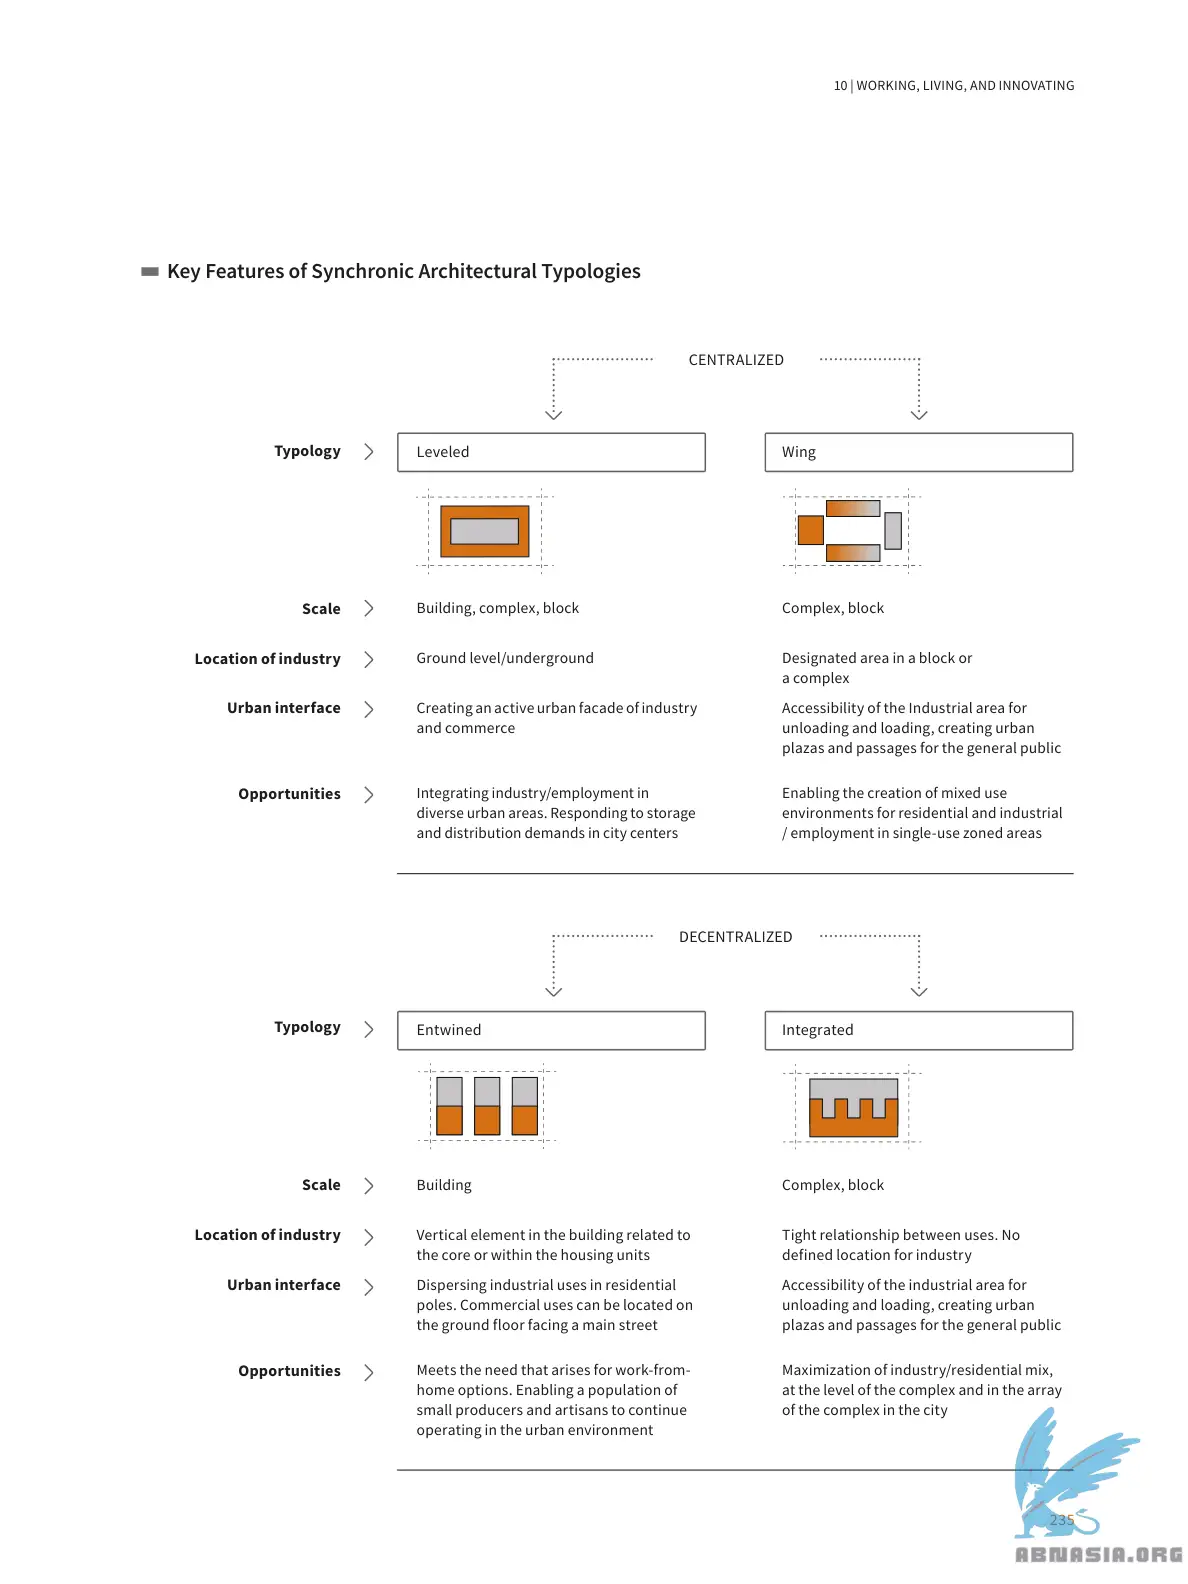 10 | WORKING, LIVING, AND INNOVATING
Key Features of Synchronic Architectural Typologies
CENTRALIZED
Typology
Leveled
Wing
Scale
Building, complex, block
Complex, block
Location of industry
Ground level/underground
Designated area in a block or
a complex
Urban interface
Creating an active urban facade of industry
and commerce
Accessibility of the Industrial area for
unloading and loading, creating urban
plazas and passages for the general public
Opportunities
Integrating industry/employment in
diverse urban areas. Responding to storage
and distribution demands in city centers
Enabling the creation of mixed use
environments for residential and industrial
/ employment in single-use zoned areas
DECENTRALIZED
Typology
Entwined
Integrated
Scale
Building
Complex, block
Location of industry
Vertical element in the building related to
the core or within the housing units
Tight relationship between uses. No
defined location for industry
Urban interface
Dispersing industrial uses in residential
poles. Commercial uses can be located on
the ground floor facing a main street
Accessibility of the industrial area for
unloading and loading, creating urban
plazas and passages for the general public
Opportunities
Meets the need that arises for work-from-
home options. Enabling a population of
small producers and artisans to continue
operating in the urban environment
Maximization of industry/residential mix,
at the level of the complex and in the array
of the complex in the city
235
ABNASIA.ORG